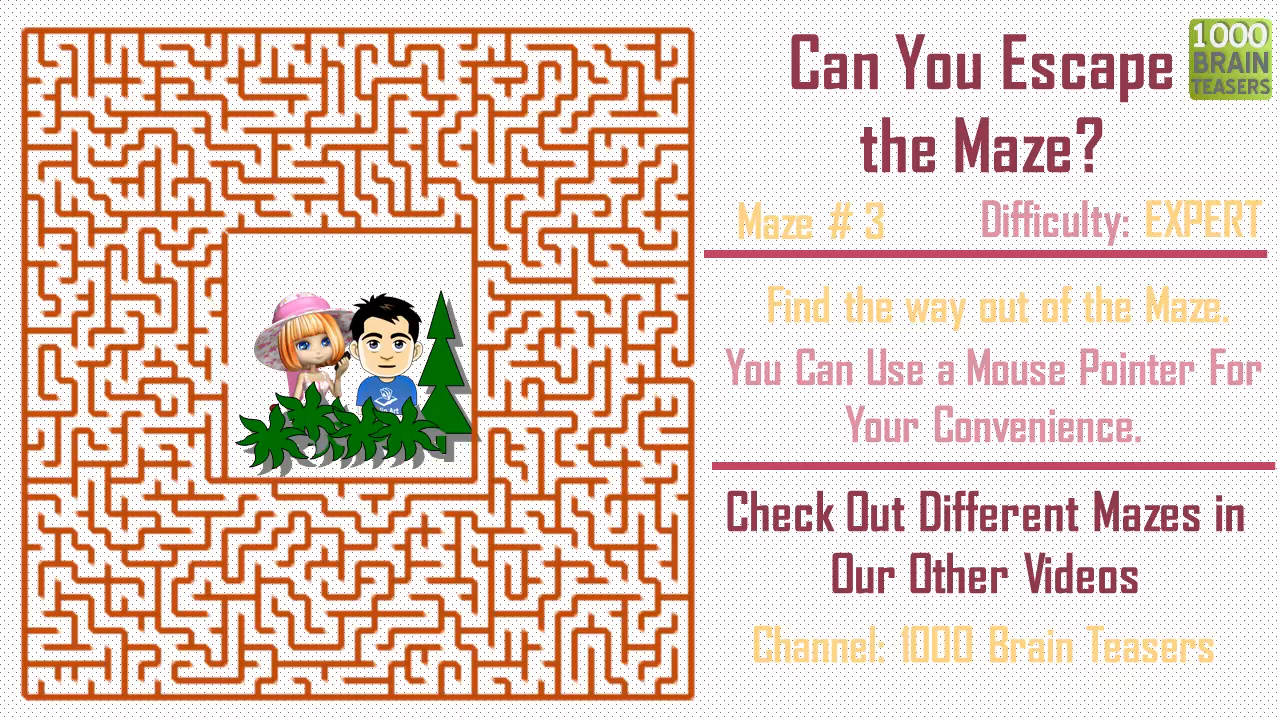 Can You Escape
the Maze?
1000
BRAIN
TEASERS
Maze # 3
Difficulty: EXPERT
Find the way out of the Maze.
You Can Use a Mouse Pointer For
Your Convenience.
Check Out Different Mazes in
Our Other Videos
Channel: 1000 Brain Teasers